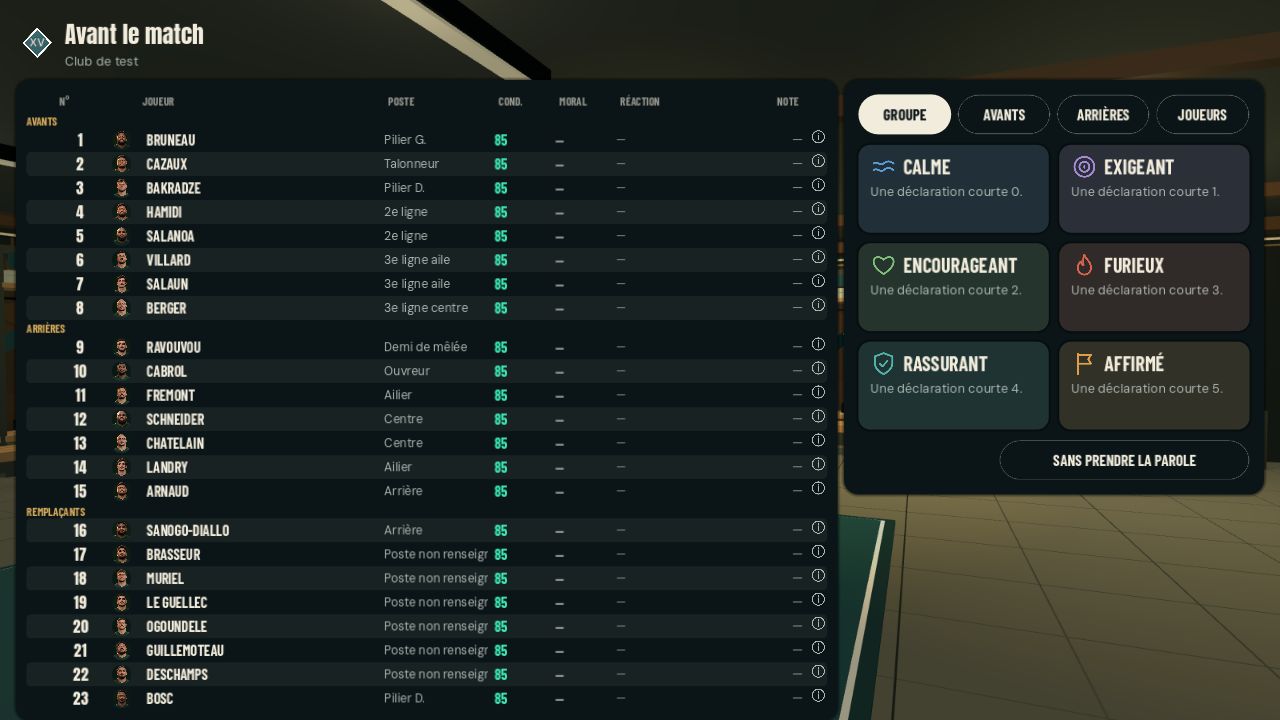 XV
Avant le match
Club de test
N° JOUEUR POSTE COND. MORAL RÉACTION NOTE
AVANTS
1 BRUNEAU Pilier G. 85 — — —
2 CAZAUX Talonneur 85 — — —
3 BAKRADZE Pilier D. 85 — — —
4 HAMIDI 2e ligne 85 — — —
5 SALANOA 2e ligne 85 — — —
6 VILLARD 3e ligne aile 85 — — —
7 SALAUN 3e ligne aile 85 — — —
8 BERGER 3e ligne centre 85 — — —
ARRIÈRES
9 RAVOUVOU Demi de mêlée 85 — — —
10 CABROL Ouvreur 85 — — —
11 FREMONT Ailier 85 — — —
12 SCHNEIDER Centre 85 — — —
13 CHATELAIN Centre 85 — — —
14 LANDRY Ailier 85 — — —
15 ARNAUD Arrière 85 — — —
REMPLAÇANTS
16 SANOGO-DIALLO Arrière 85 — — —
17 BRASSEUR Poste non renseigr 85 — — —
18 MURIEL Poste non renseigr 85 — — —
19 LE GUELLEC Poste non renseigr 85 — — —
20 OGOUNDELE Poste non renseigr 85 — — —
21 GUILLEMOTEAU Poste non renseigr 85 — — —
22 DESCHAMPS Poste non renseigr 85 — — —
23 BOSC Pilier D. 85 — — —
GROUPE AVANTS ARRIÈRES JOUEURS
CALME
Une déclaration courte 0.
EXIGEANT
Une déclaration courte 1.
ENCOURAGEANT
Une déclaration courte 2.
FURIEUX
Une déclaration courte 3.
RASSURANT
Une déclaration courte 4.
AFFIRMÉ
Une déclaration courte 5.
SANS PRENDRE LA PAROLE